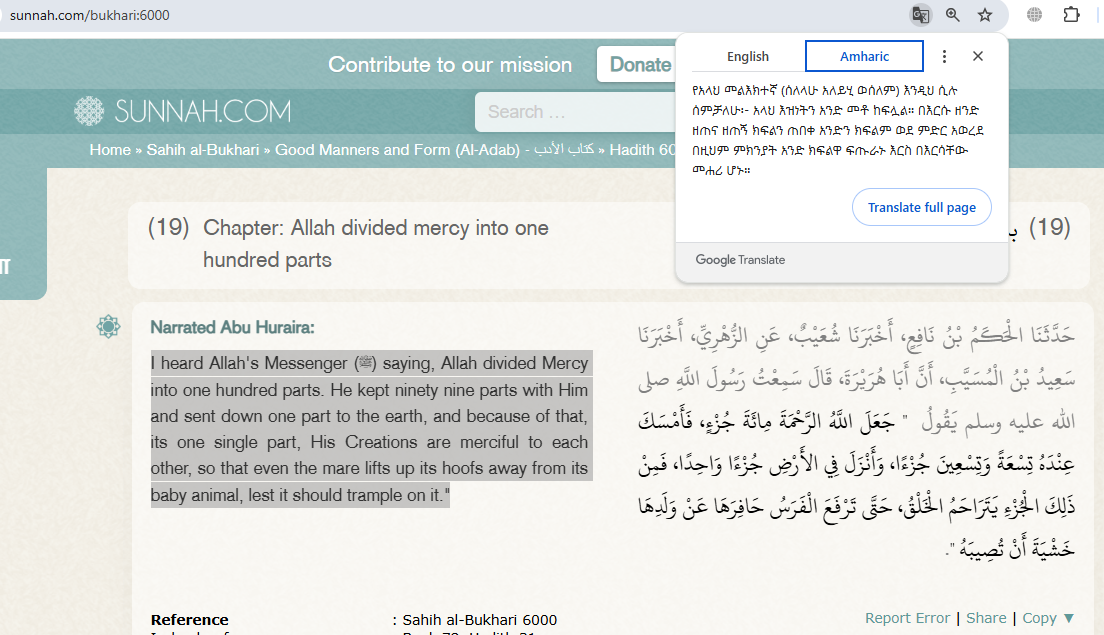 sunnah.com/bukhari:6000
Contribute to our mission
Donate
SUNNAH.COM
Search …
Home » Sahih al-Bukhari » Good Manners and Form (Al-Adab) - كتاب الأدب » Hadith 60
English
Amharic
የአላህ መልእክተኛ (ሰለላሁ አለይሂ ወሰለም) እንዲህ ሲሉ
ሰምቻለሁ፡- አላህ እዝነትን አንድ መቶ ከፍሏል። በእርሱ ዘንድ
ዘጠና ዘጠኝ ክፍልን ጠበቀ አንድን ክፍልም ወደ ምድር አወረደ
በዚህም ምክንያት አንድ ክፍልዋ ፍጡራኑ እርስ በእርሳቸው
መሐሪ ሆኑ።
Translate full page
Google Translate
(19) Chapter: Allah divided mercy into one
hundred parts
(19)
Narrated Abu Huraira:
I heard Allah's Messenger (ﷺ) saying, Allah divided Mercy
into one hundred parts. He kept ninety nine parts with Him
and sent down one part to the earth, and because of that,
its one single part, His Creations are merciful to each
other, so that even the mare lifts up its hoofs away from its
baby animal, lest it should trample on it."
حَدَّثَنَا الْحَكَمُ بْنُ نَافِعٍ، أَخْبَرَنَا شُعَيْبٌ، عَنِ الزُّهْرِيِّ، أَخْبَرَنَا
سَعِيدُ بْنُ الْمُسَيَّبِ، أَنَّ أَبَا هُرَيْرَةَ، قَالَ سَمِعْتُ رَسُولَ اللَّهِ صلى
الله عليه وسلم يَقُولُ ‏ "‏ جَعَلَ اللَّهُ الرَّحْمَةَ مِائَةَ جُزْءٍ، فَأَمْسَكَ
عِنْدَهُ تِسْعَةً وَتِسْعِينَ جُزْءًا، وَأَنْزَلَ فِي الأَرْضِ جُزْءًا وَاحِدًا، فَمِنْ
ذَلِكَ الْجُزْءِ يَتَرَاحَمُ الْخَلْقُ، حَتَّى تَرْفَعَ الْفَرَسُ حَافِرَهَا عَنْ وَلَدِهَا
خَشْيَةَ أَنْ تُصِيبَهُ ‏"‏‏.‏
Reference : Sahih al-Bukhari 6000
Report Error | Share | Copy ▼